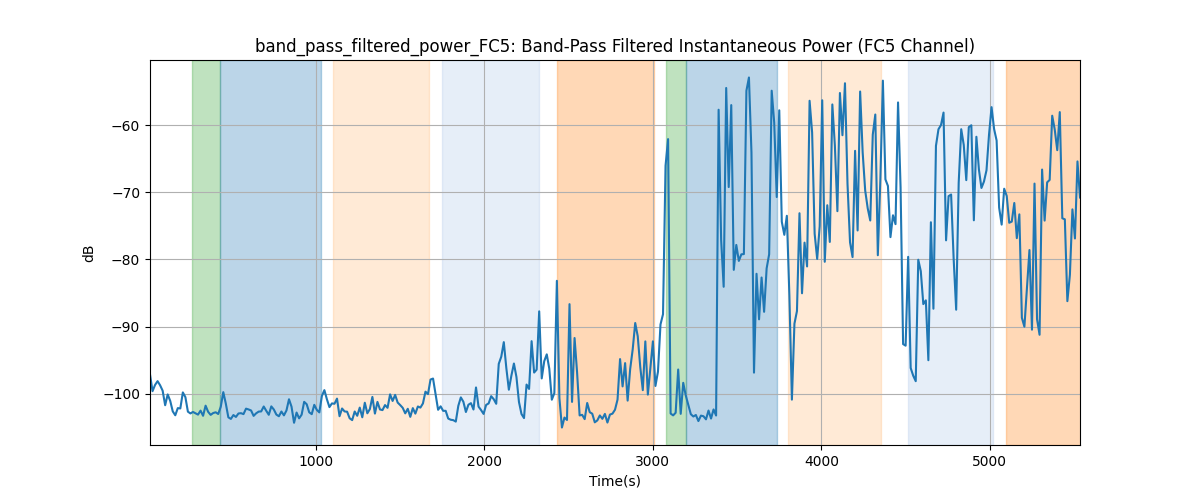 band_pass_filtered_power_FC5: Band-Pass Filtered Instantaneous Power (FC5 Channel)
−60
−70
−80
−90
−100
dB
1000 2000 3000 4000 5000
Time(s)